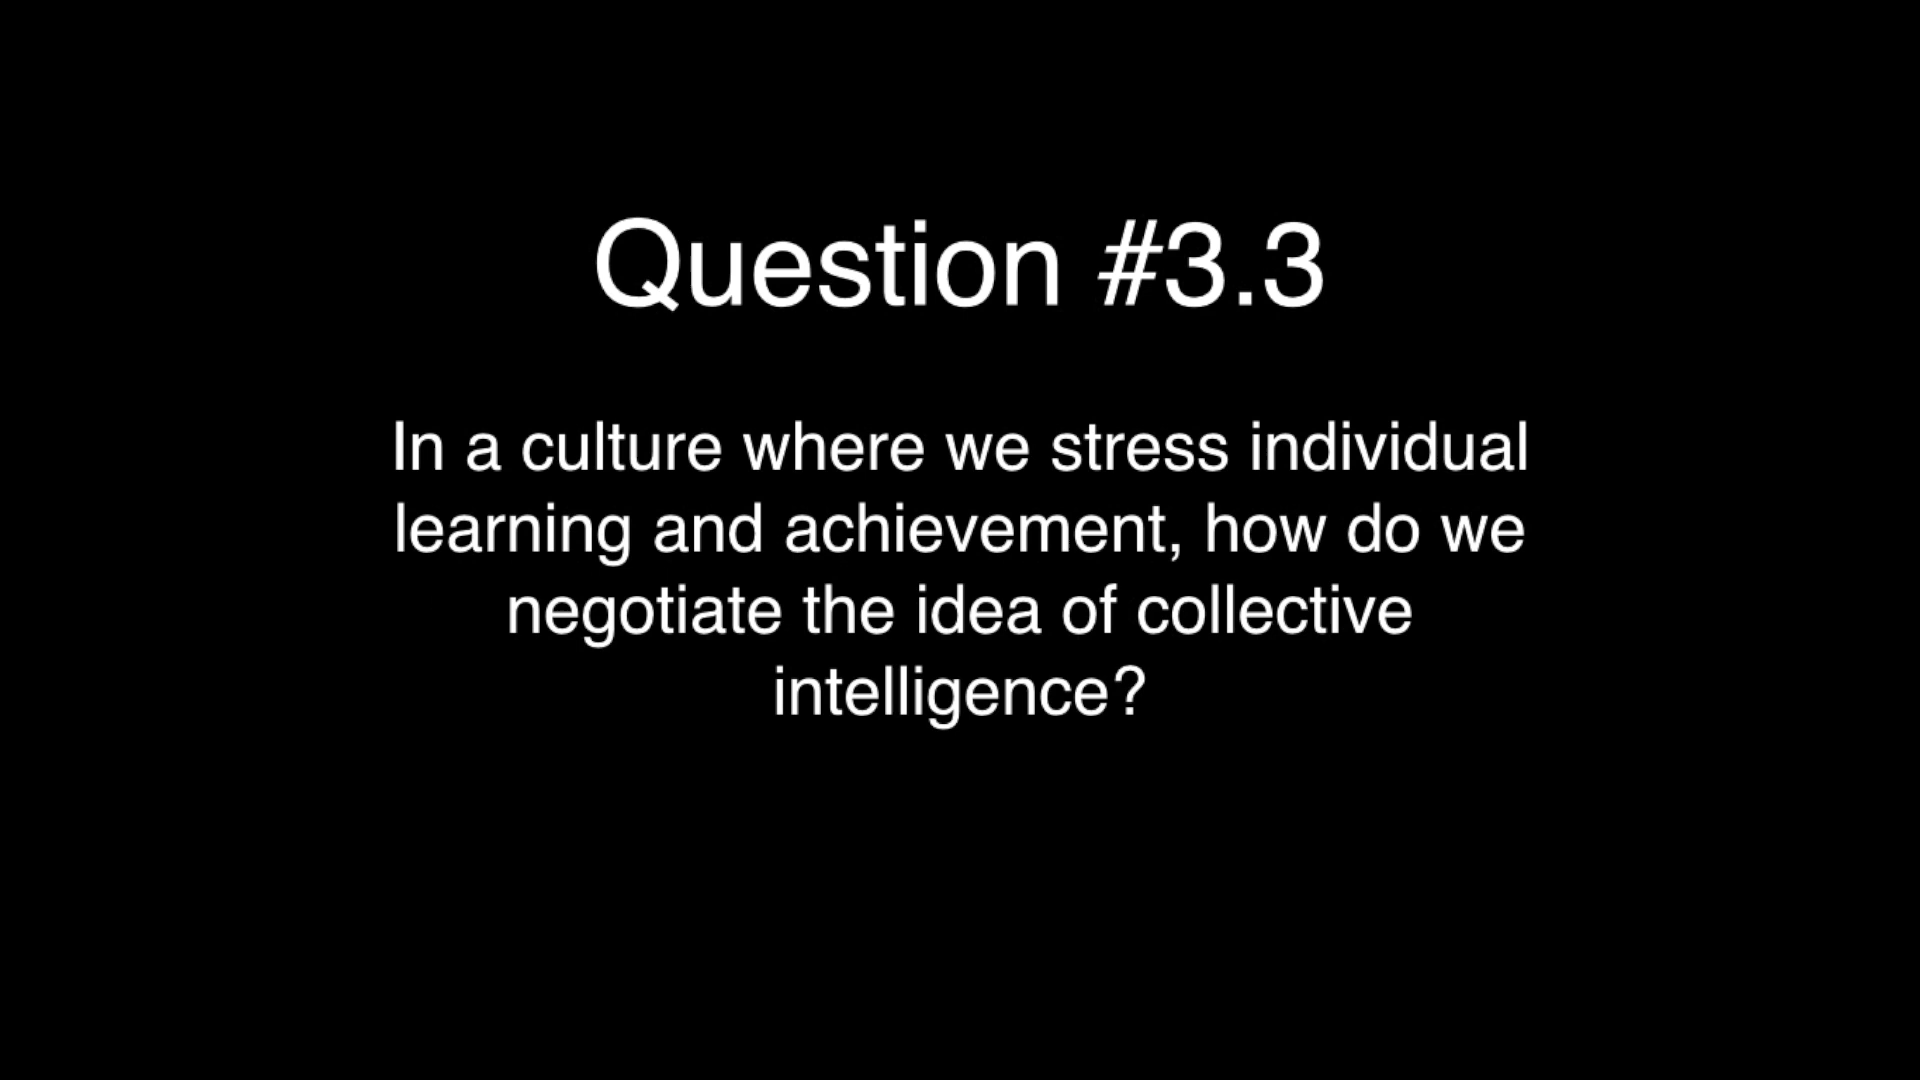 Question #3.3
In a culture where we stress individual
learning and achievement, how do we
negotiate the idea of collective
intelligence?